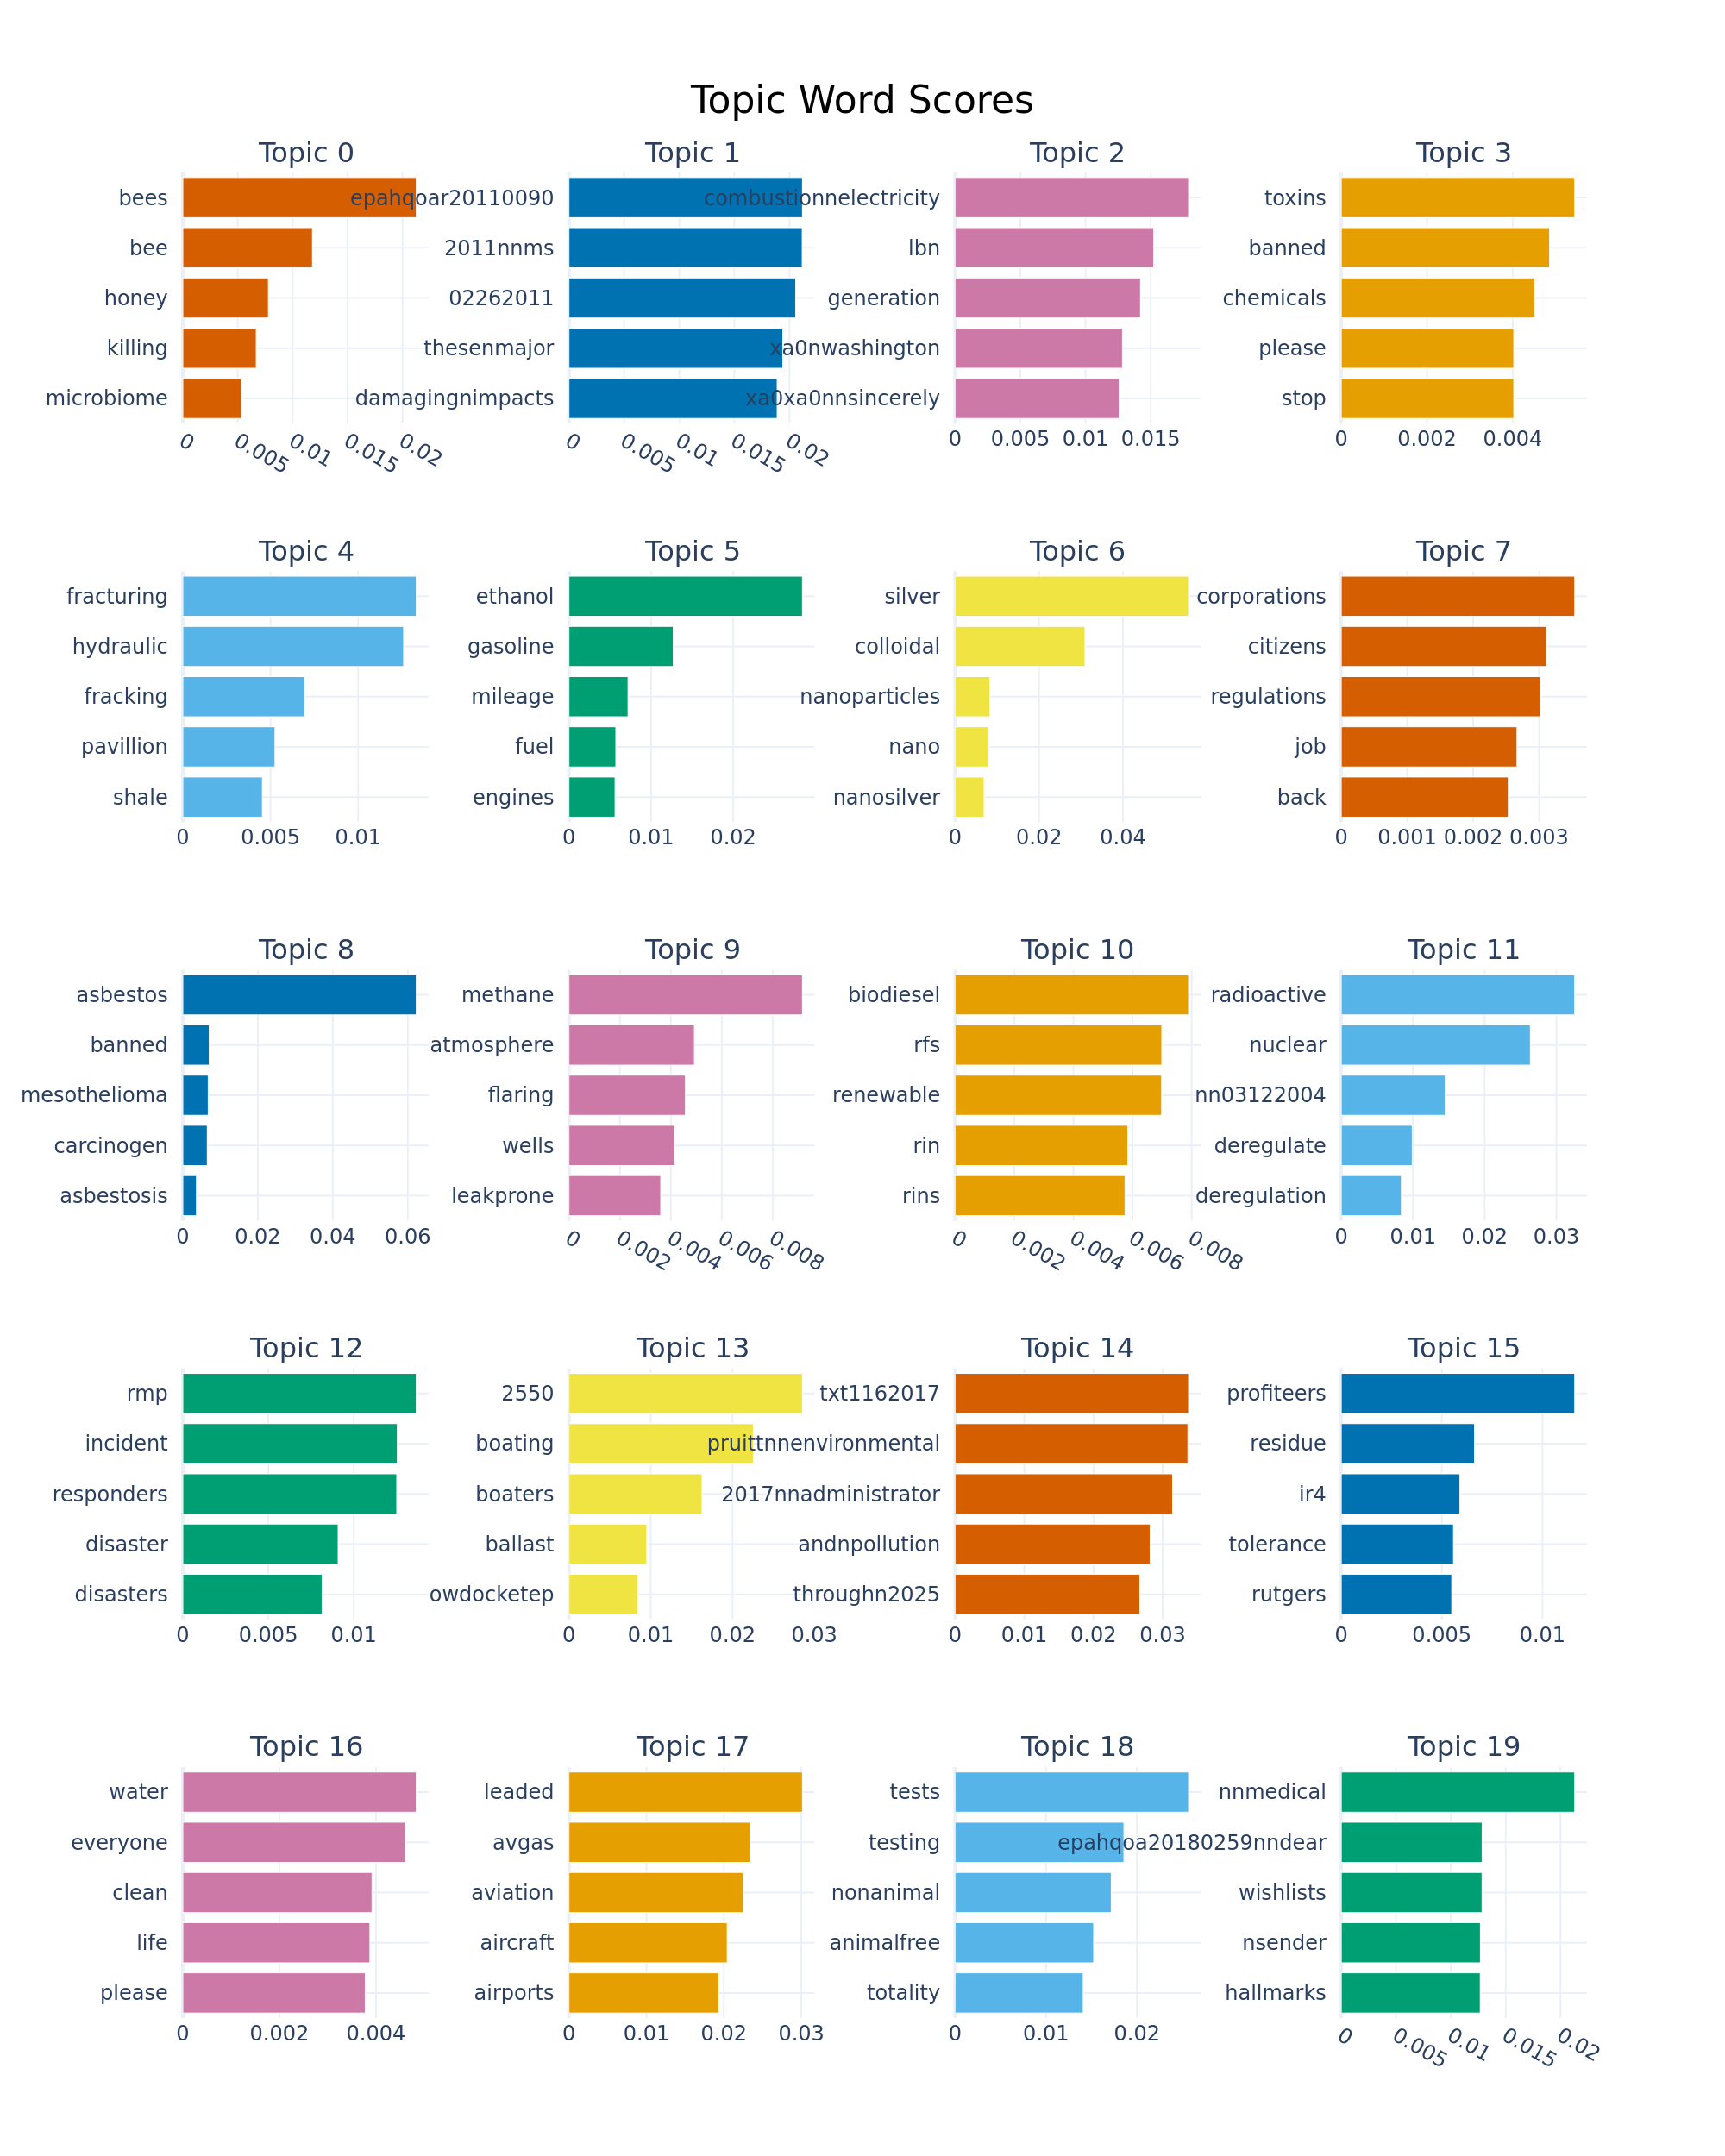 Topic Word Scores
Topic 0
bees
bee
honey
killing
microbiome
0 0.005 0.01 0.015 0.02
Topic 1
epahqoar20110090
2011nnms
02262011
thesenmajor
damagingnimpacts
0 0.005 0.01 0.015 0.02
Topic 2
combustionnelectricity
lbn
generation
xa0nwashington
xa0xa0nnsincerely
0 0.005 0.01 0.015
Topic 3
toxins
banned
chemicals
please
stop
0 0.002 0.004
Topic 4
fracturing
hydraulic
fracking
pavillion
shale
0 0.005 0.01
Topic 5
ethanol
gasoline
mileage
fuel
engines
0 0.01 0.02
Topic 6
silver
colloidal
nanoparticles
nano
nanosilver
0 0.02 0.04
Topic 7
corporations
citizens
regulations
job
back
0 0.001 0.002 0.003
Topic 8
asbestos
banned
mesothelioma
carcinogen
asbestosis
0 0.02 0.04 0.06
Topic 9
methane
atmosphere
flaring
wells
leakprone
0 0.002 0.004 0.006 0.008
Topic 10
biodiesel
rfs
renewable
rin
rins
0 0.002 0.004 0.006 0.008
Topic 11
radioactive
nuclear
nn03122004
deregulate
deregulation
0 0.01 0.02 0.03
Topic 12
rmp
incident
responders
disaster
disasters
0 0.005 0.01
Topic 13
2550
boating
boaters
ballast
owdocketep
0 0.01 0.02 0.03
Topic 14
txt1162017
pruittnnenvironmental
2017nnadministrator
andnpollution
throughn2025
0 0.01 0.02 0.03
Topic 15
profiteers
residue
ir4
tolerance
rutgers
0 0.005 0.01
Topic 16
water
everyone
clean
life
please
0 0.002 0.004
Topic 17
leaded
avgas
aviation
aircraft
airports
0 0.01 0.02 0.03
Topic 18
tests
testing
nonanimal
animalfree
totality
0 0.01 0.02
Topic 19
nnmedical
epahqoa20180259nndear
wishlists
nsender
hallmarks
0 0.005 0.01 0.015 0.02